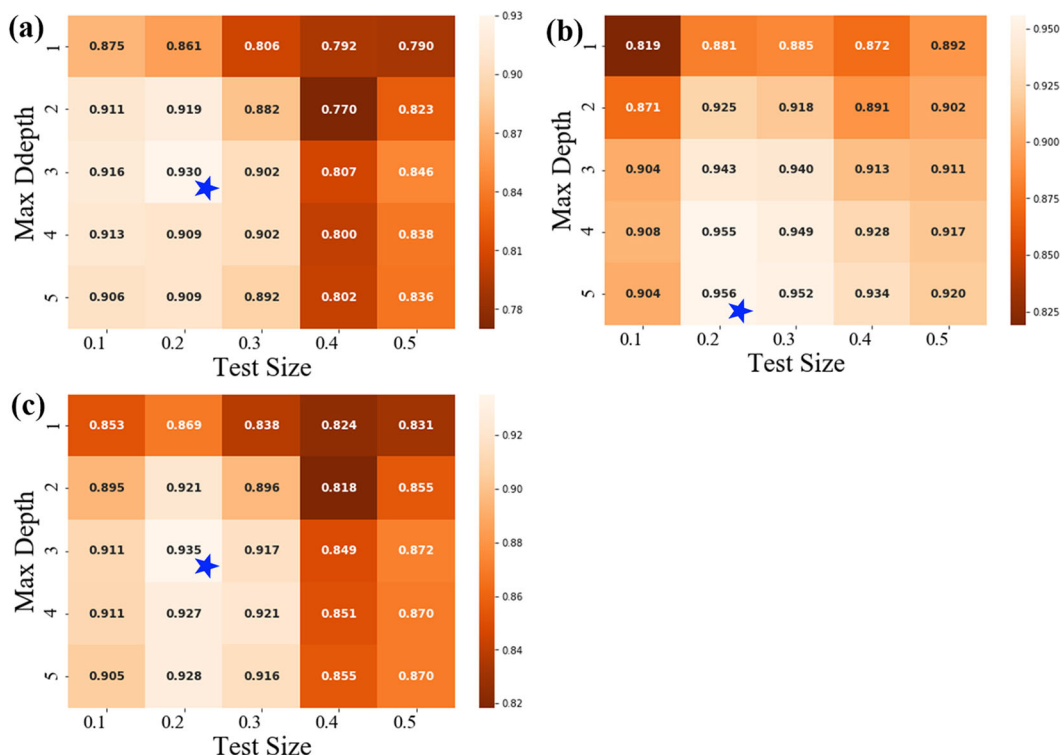 (a)
Max Ddepth
1 0.875 0.861 0.806 0.792 0.790
2 0.911 0.919 0.882 0.770 0.823
3 0.916 0.930 0.902 0.807 0.846
4 0.913 0.909 0.902 0.800 0.838
5 0.906 0.909 0.892 0.802 0.836
0.1 0.2 0.3 0.4 0.5
Test Size
0.93
0.90
0.87
0.84
0.81
0.78
(b)
Max Depth
1 0.819 0.881 0.885 0.872 0.892
2 0.871 0.925 0.918 0.891 0.902
3 0.904 0.943 0.940 0.913 0.911
4 0.908 0.955 0.949 0.928 0.917
5 0.904 0.956 0.952 0.934 0.920
0.1 0.2 0.3 0.4 0.5
Test Size
0.950
0.925
0.900
0.875
0.850
0.825
(c)
Max Depth
1 0.853 0.869 0.838 0.824 0.831
2 0.895 0.921 0.896 0.818 0.855
3 0.911 0.935 0.917 0.849 0.872
4 0.911 0.927 0.921 0.851 0.870
5 0.905 0.928 0.916 0.855 0.870
0.1 0.2 0.3 0.4 0.5
Test Size
0.92
0.90
0.88
0.86
0.84
0.82